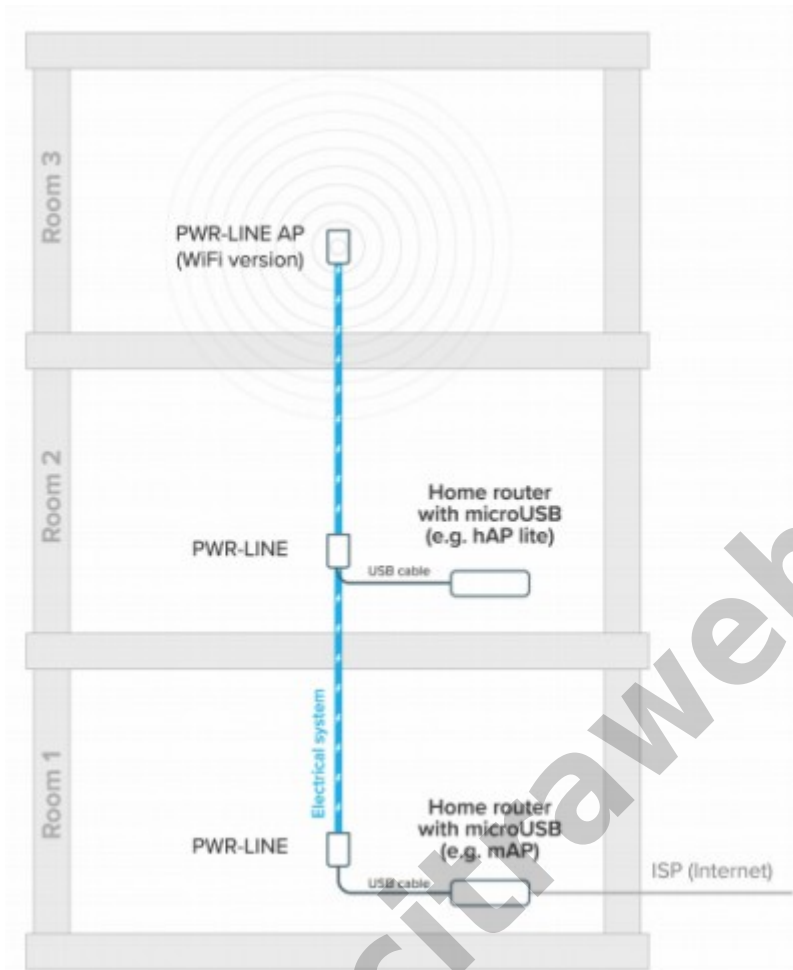 Room 3
PWR-LINE AP
(WiFi version)
Room 2
Home router
with microUSB
(e.g. hAP lite)
PWR-LINE
USB cable
Electrical system
Room 1
Home router
with microUSB
(e.g. mAP)
PWR-LINE
USB cable
ISP (Internet)
citraweb